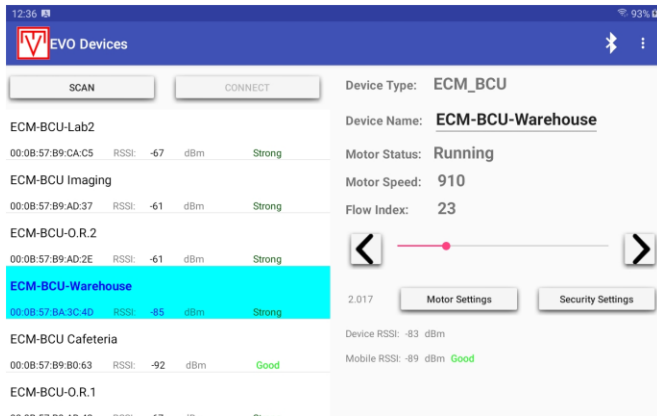 12:36 93%
EVO Devices
SCAN CONNECT
ECM-BCU-Lab2
00:0B:57:B9:CA:C5 RSSI: -67 dBm Strong
ECM-BCU Imaging
00:0B:57:B9:AD:37 RSSI: -61 dBm Strong
ECM-BCU-O.R.2
00:0B:57:B9:AD:2E RSSI: -61 dBm Strong
ECM-BCU-Warehouse
00:0B:57:BA:3C:4D RSSI: -85 dBm Strong
ECM-BCU Cafeteria
00:0B:57:B9:B0:63 RSSI: -92 dBm Good
ECM-BCU-O.R.1
Device Type: ECM_BCU
Device Name: ECM-BCU-Warehouse
Motor Status: Running
Motor Speed: 910
Flow Index: 23
2.017 Motor Settings Security Settings
Device RSSI: -83 dBm
Mobile RSSI: -89 dBm Good